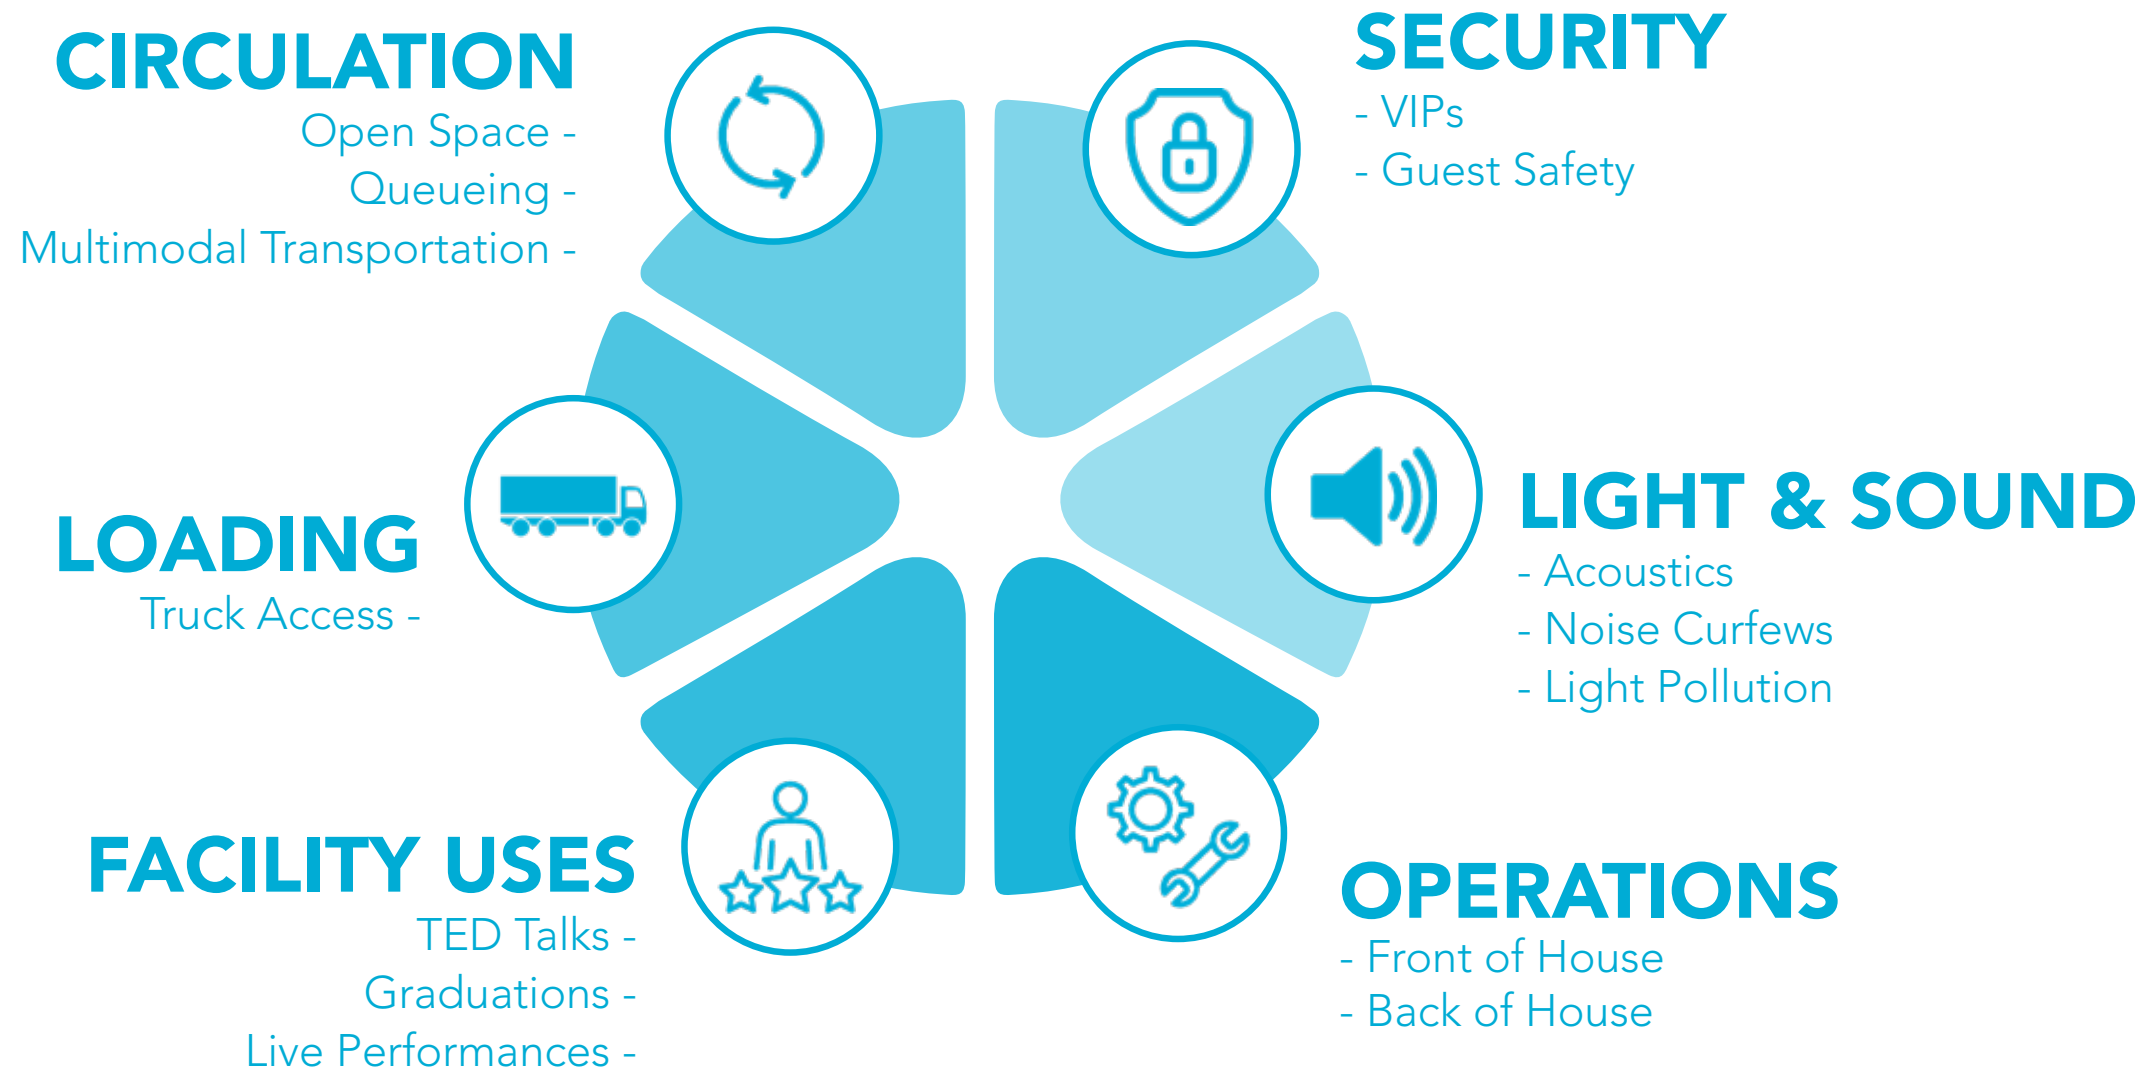 CIRCULATION
Open Space -
Queueing -
Multimodal Transportation -
SECURITY
- VIPs
- Guest Safety
LOADING
Truck Access -
LIGHT & SOUND
- Acoustics
- Noise Curfews
- Light Pollution
FACILITY USES
TED Talks -
Graduations -
Live Performances -
OPERATIONS
- Front of House
- Back of House